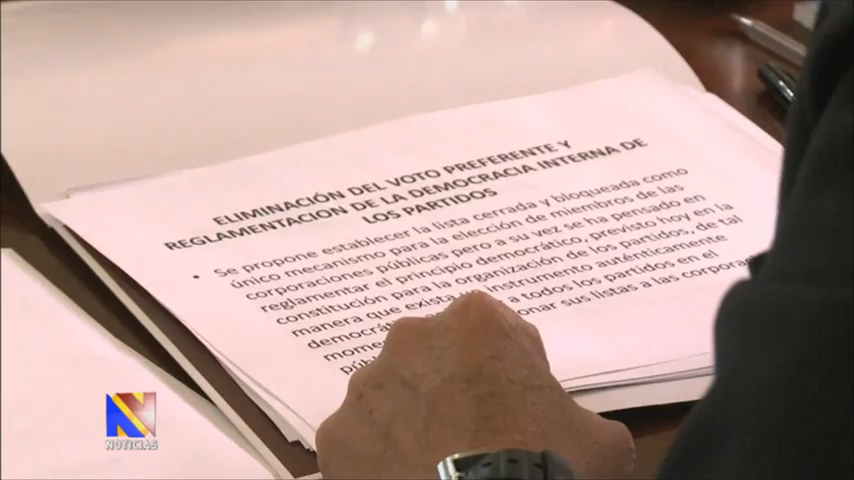 ELIMINACIÓN DEL VOTO PREFERENTE Y
REGLAMENTACION DE LA DEMOCRACIA INTERNA DE
LOS PARTIDOS
• Se propone establecer la lista cerrada y bloqueada como
único mecanismo para la elección de miembros de las
corporaciones públicas pero a su vez se ha pensado en
reglamentar el principio democrático, previsto hoy en la
constitución para la organización de los partidos, de tal
manera que exista un instrumento auténticamente
a todos los partidos en el
sus listas a las
NOTICIAS